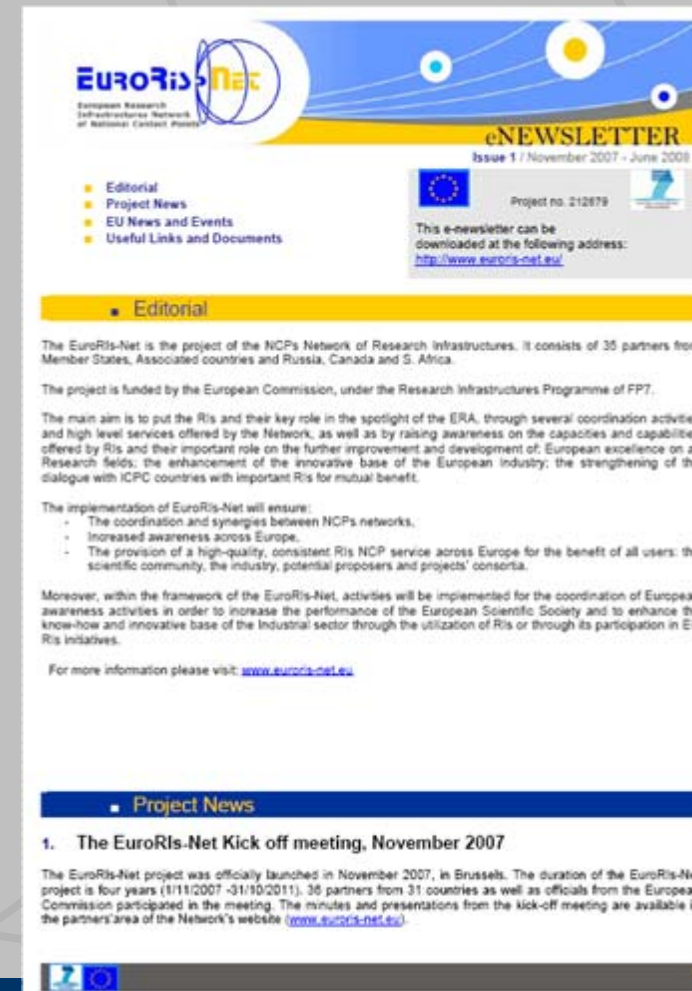 EuroRis-Net
European Research
Infrastructures Network
of National Contact Points
eNEWSLETTER
Issue 1 / November 2007 - June 2008
Editorial
Project News
EU News and Events
Useful Links and Documents
Project no. 212679
This e-newsletter can be
downloaded at the following address:
http://www.euroris-net.eu/
Editorial
The EuroRIs-Net is the project of the NCPs Network of Research Infrastructures. It consists of 35 partners from
Member States, Associated countries and Russia, Canada and S. Africa.
The project is funded by the European Commission, under the Research Infrastructures Programme of FP7.
The main aim is to put the RIs and their key role in the spotlight of the ERA, through several coordination activitie
and high level services offered by the Network, as well as by raising awareness on the capacities and capabilitie
offered by RIs and their important role on the further improvement and development of: European excellence on a
Research fields; the enhancement of the innovative base of the European Industry; the strengthening of th
dialogue with ICPC countries with important RIs for mutual benefit.
The implementation of EuroRIs-Net will ensure:
- The coordination and synergies between NCPs networks,
- Increased awareness across Europe,
- The provision of a high-quality, consistent RIs NCP service across Europe for the benefit of all users: th
scientific community, the industry, potential proposers and projects' consortia.
Moreover, within the framework of the EuroRIs-Net, activities will be implemented for the coordination of Europea
awareness activities in order to increase the performance of the European Scientific Society and to enhance th
know-how and innovative base of the Industrial sector through the utilization of RIs or through its participation in E
RIs initiatives.
For more information please visit: www.euroris-net.eu
Project News
1. The EuroRIs-Net Kick off meeting, November 2007
The EuroRIs-Net project was officially launched in November 2007, in Brussels. The duration of the EuroRIs-Ne
project is four years (1/11/2007 -31/10/2011). 36 partners from 31 countries as well as officials from the Europea
Commission participated in the meeting. The minutes and presentations from the kick-off meeting are available i
the partners'area of the Network's website (www.euroris-net.eu).